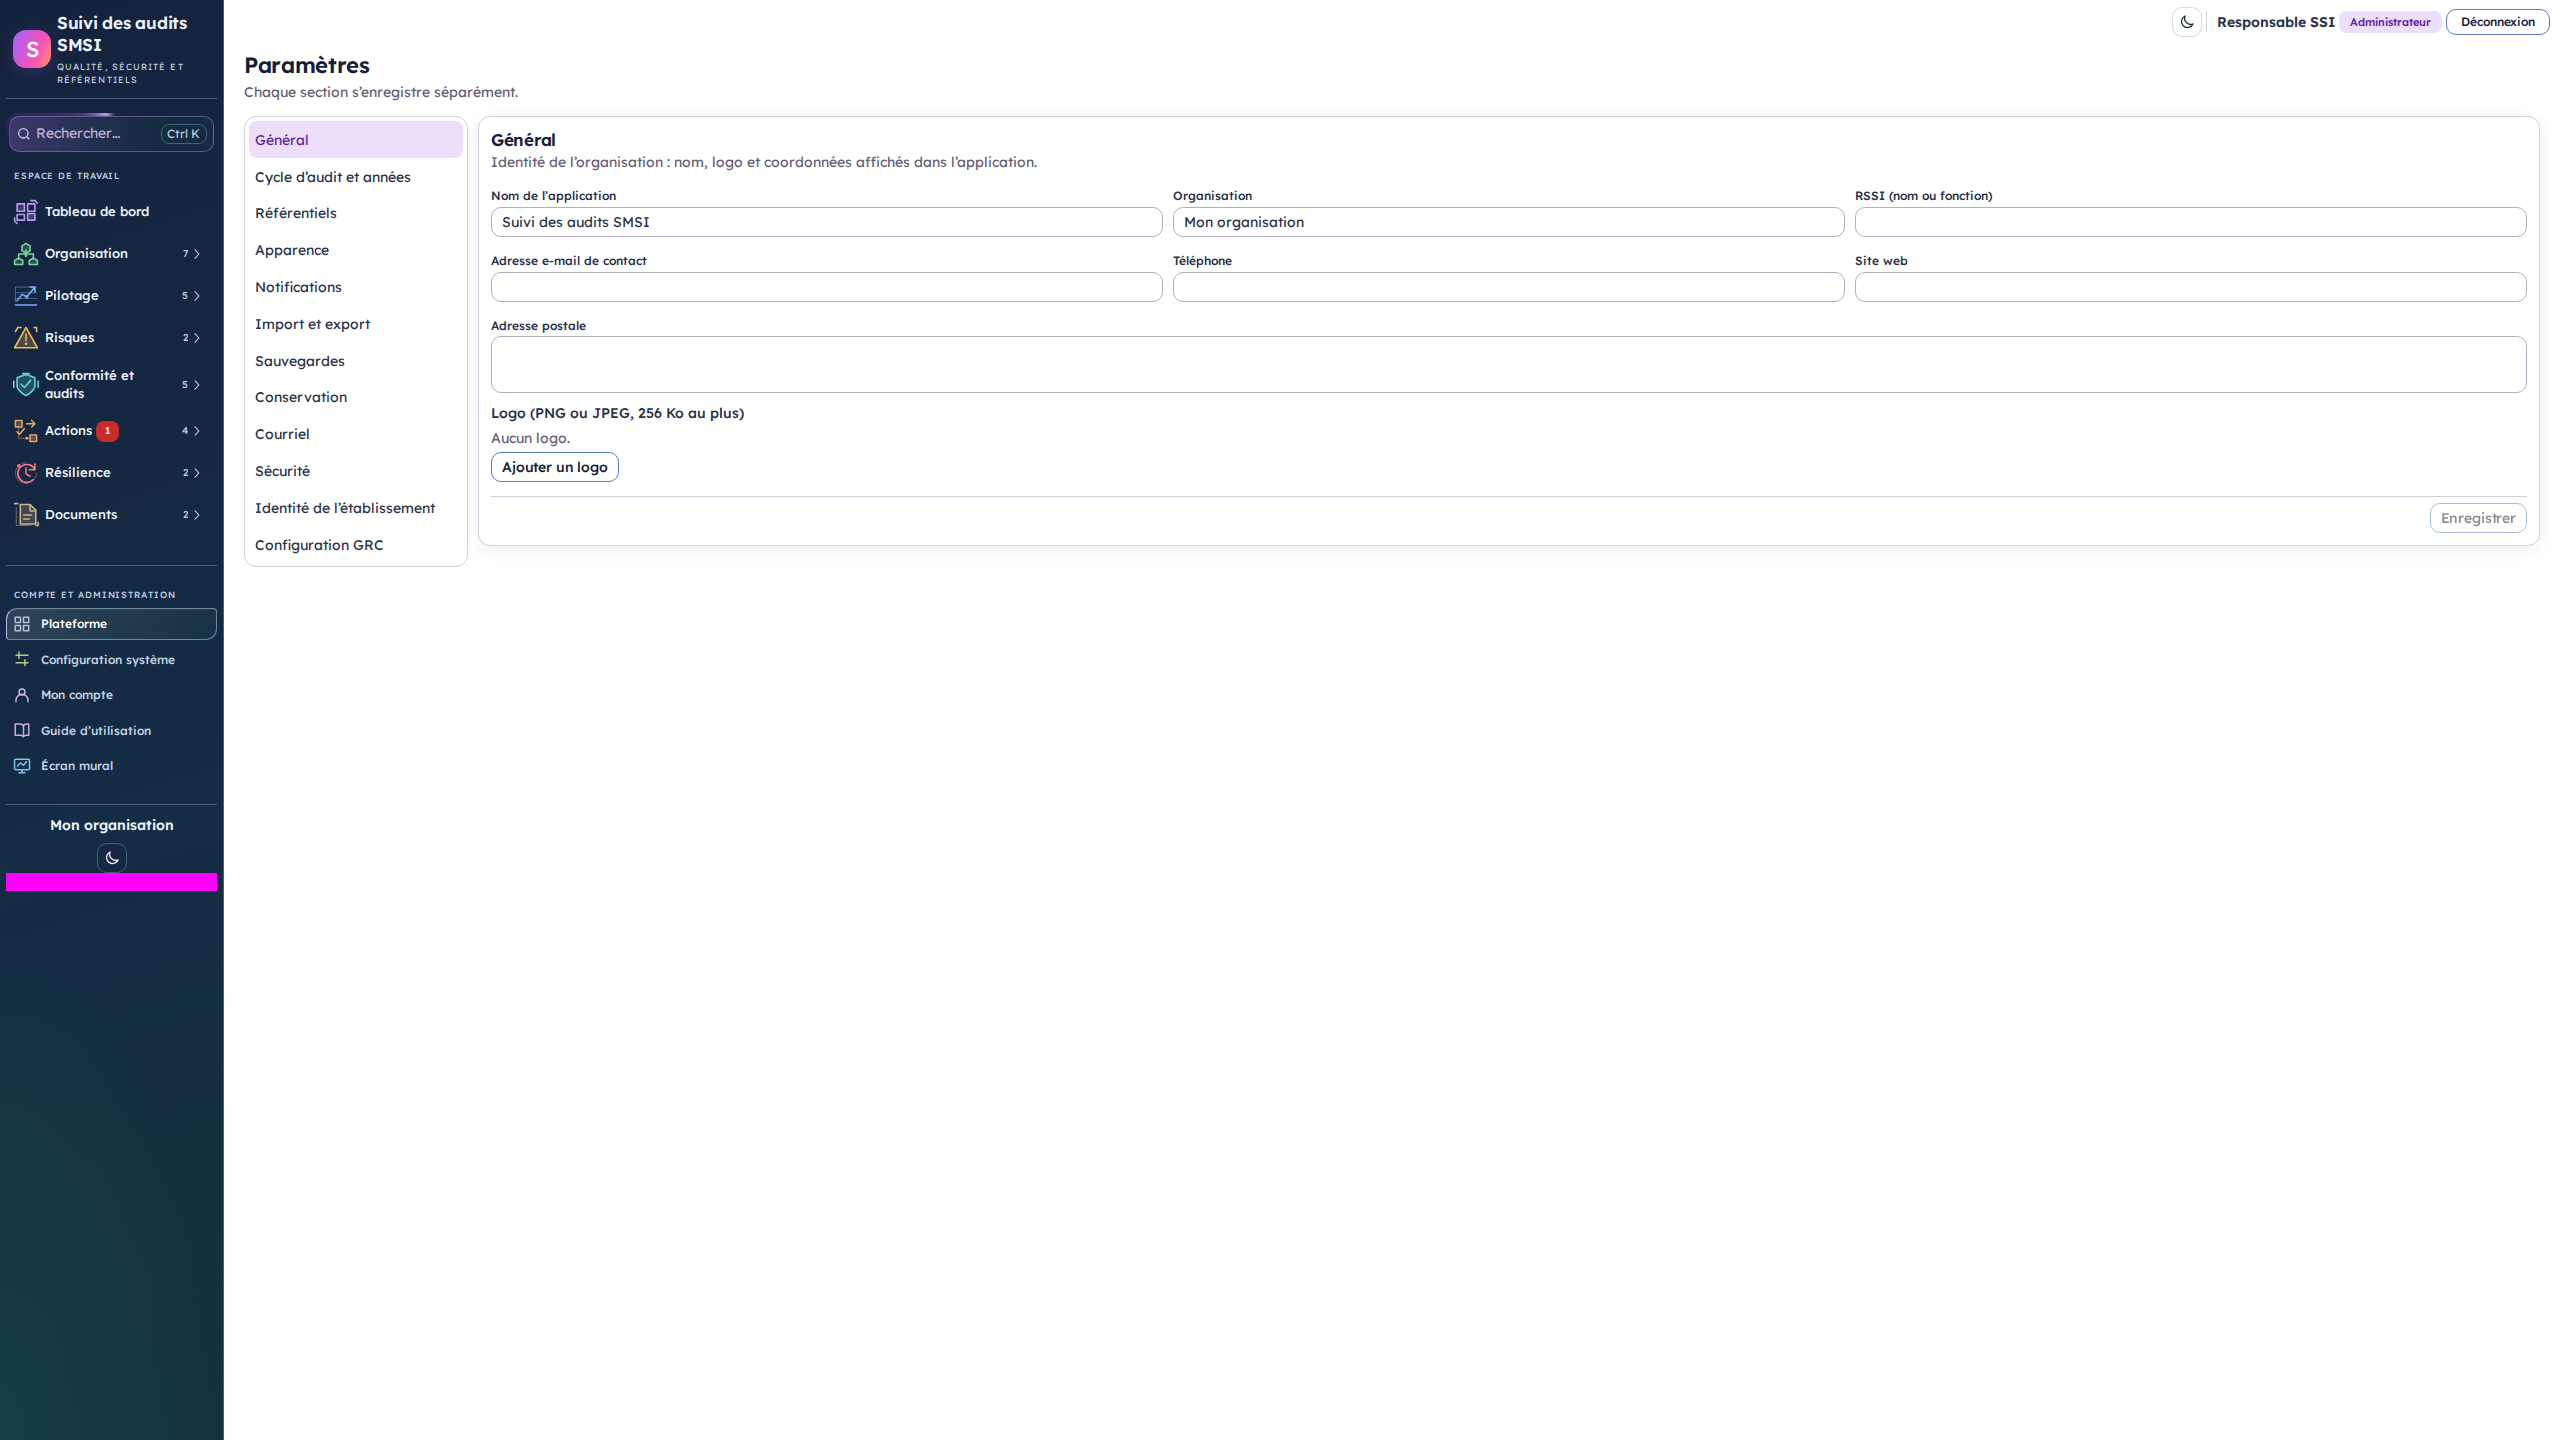 S
Suivi des audits
SMSI
QUALITÉ, SÉCURITÉ ET
RÉFÉRENTIELS
Rechercher...
Ctrl K
ESPACE DE TRAVAIL
Tableau de bord
Organisation 7
Pilotage 5
Risques 2
Conformité et
audits 5
Actions 1 4
Résilience 2
Documents 2
COMPTE ET ADMINISTRATION
Plateforme
Configuration système
Mon compte
Guide d’utilisation
Écran mural
Mon organisation
Responsable SSI Administrateur Déconnexion
Paramètres
Chaque section s’enregistre séparément.
Général
Cycle d’audit et années
Référentiels
Apparence
Notifications
Import et export
Sauvegardes
Conservation
Courriel
Sécurité
Identité de l’établissement
Configuration GRC
Général
Identité de l’organisation : nom, logo et coordonnées affichés dans l’application.
Nom de l’application Organisation RSSI (nom ou fonction)
Suivi des audits SMSI Mon organisation
Adresse e-mail de contact Téléphone Site web
Adresse postale
Logo (PNG ou JPEG, 256 Ko au plus)
Aucun logo.
Ajouter un logo
Enregistrer